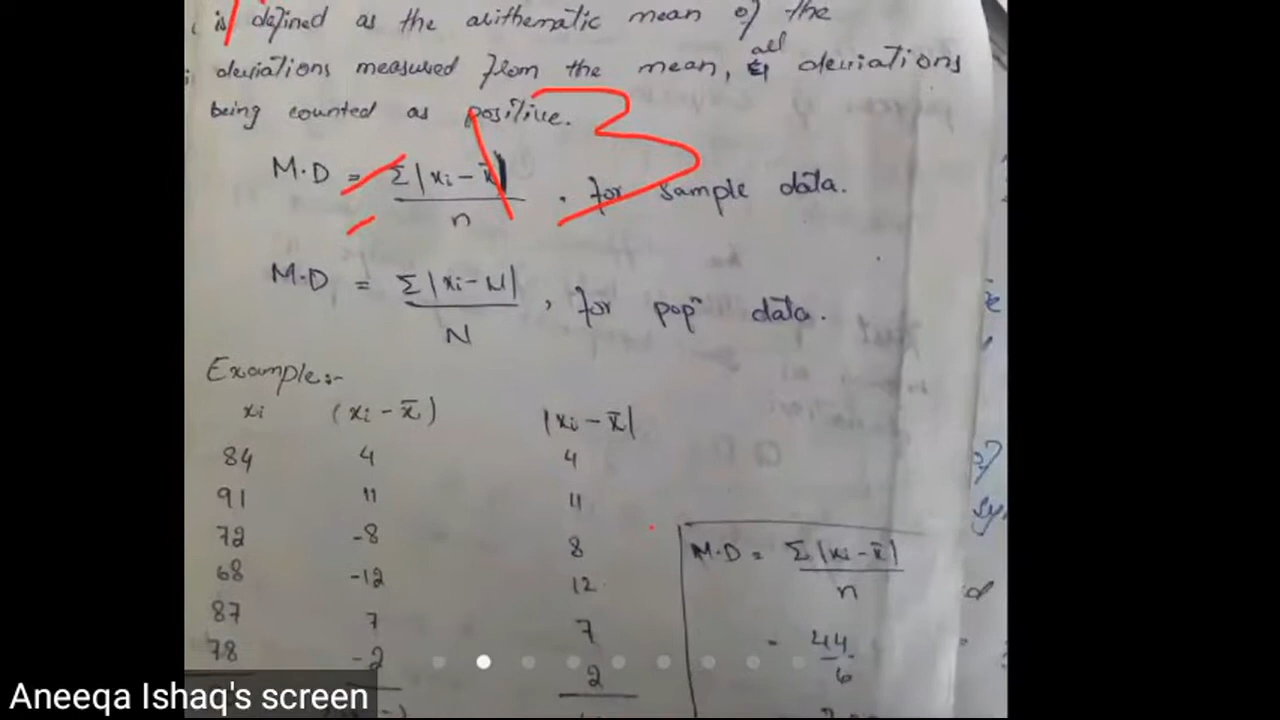 is defined as the arithematic mean of the
deviations measured from the mean, all deviations
being counted as positive.
M.D = Σ|xi - x̄| / n , for sample data.
M.D = Σ|xi - μ| / N , for popn data.
Example:-
xi (xi - x̄) |xi - x̄|
84 4 4
91 11 11
72 -8 8
68 -12 12
87 7 7
78 -2 2
M.D = Σ|xi - x̄| / n
= 44 / 6
Aneeqa Ishaq's screen